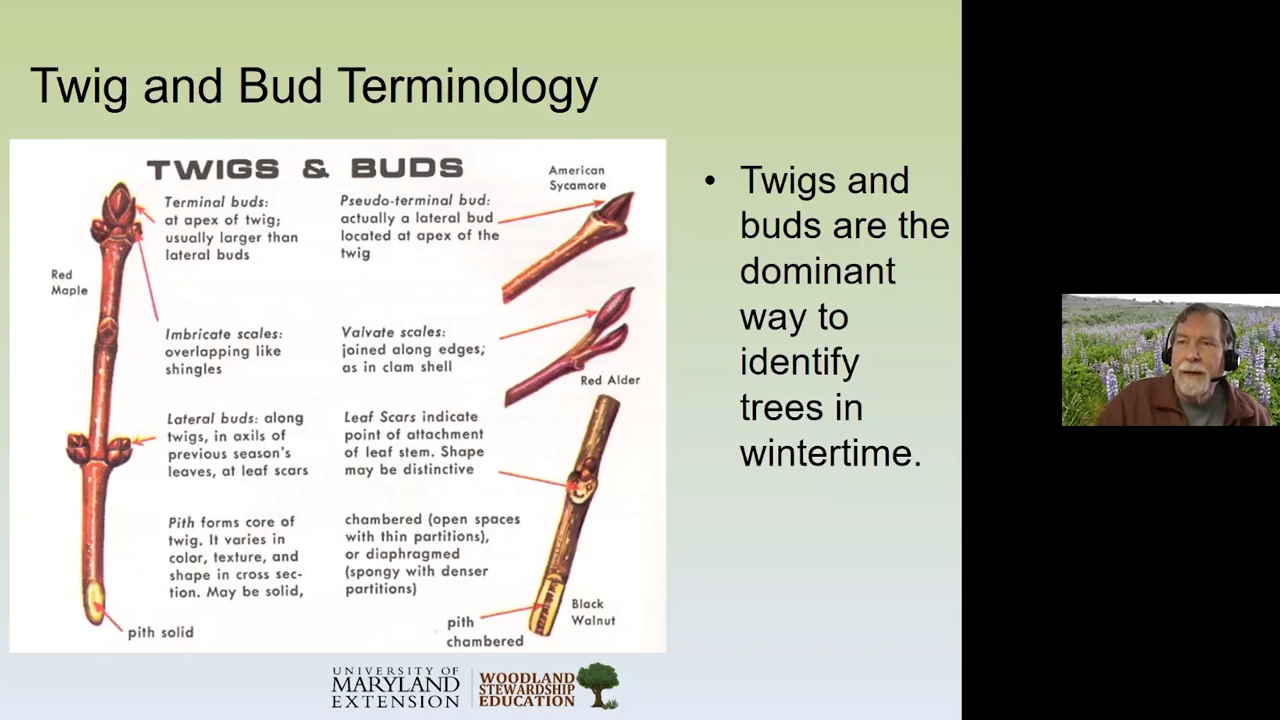 Twig and Bud Terminology
TWIGS & BUDS
Red
Maple
Terminal buds:
at apex of twig;
usually larger than
lateral buds
Imbricate scales:
overlapping like
shingles
Lateral buds: along
twigs, in axils of
previous season's
leaves, at leaf scars
Pith forms core of
twig. It varies in
color, texture, and
shape in cross sec-
tion. May be solid,
pith solid
Pseudo-terminal bud:
actually a lateral bud
located at apex of the
twig
Valvate scales:
joined along edges;
as in clam shell
Leaf Scars indicate
point of attachment
of leaf stem. Shape
may be distinctive
chambered (open spaces
with thin partitions),
or diaphragmed
(spongy with denser
partitions)
pith
chambered
American
Sycamore
Red Alder
Black
Walnut
• Twigs and
buds are the
dominant
way to
identify
trees in
wintertime.
UNIVERSITY OF
MARYLAND
EXTENSION
WOODLAND
STEWARDSHIP
EDUCATION